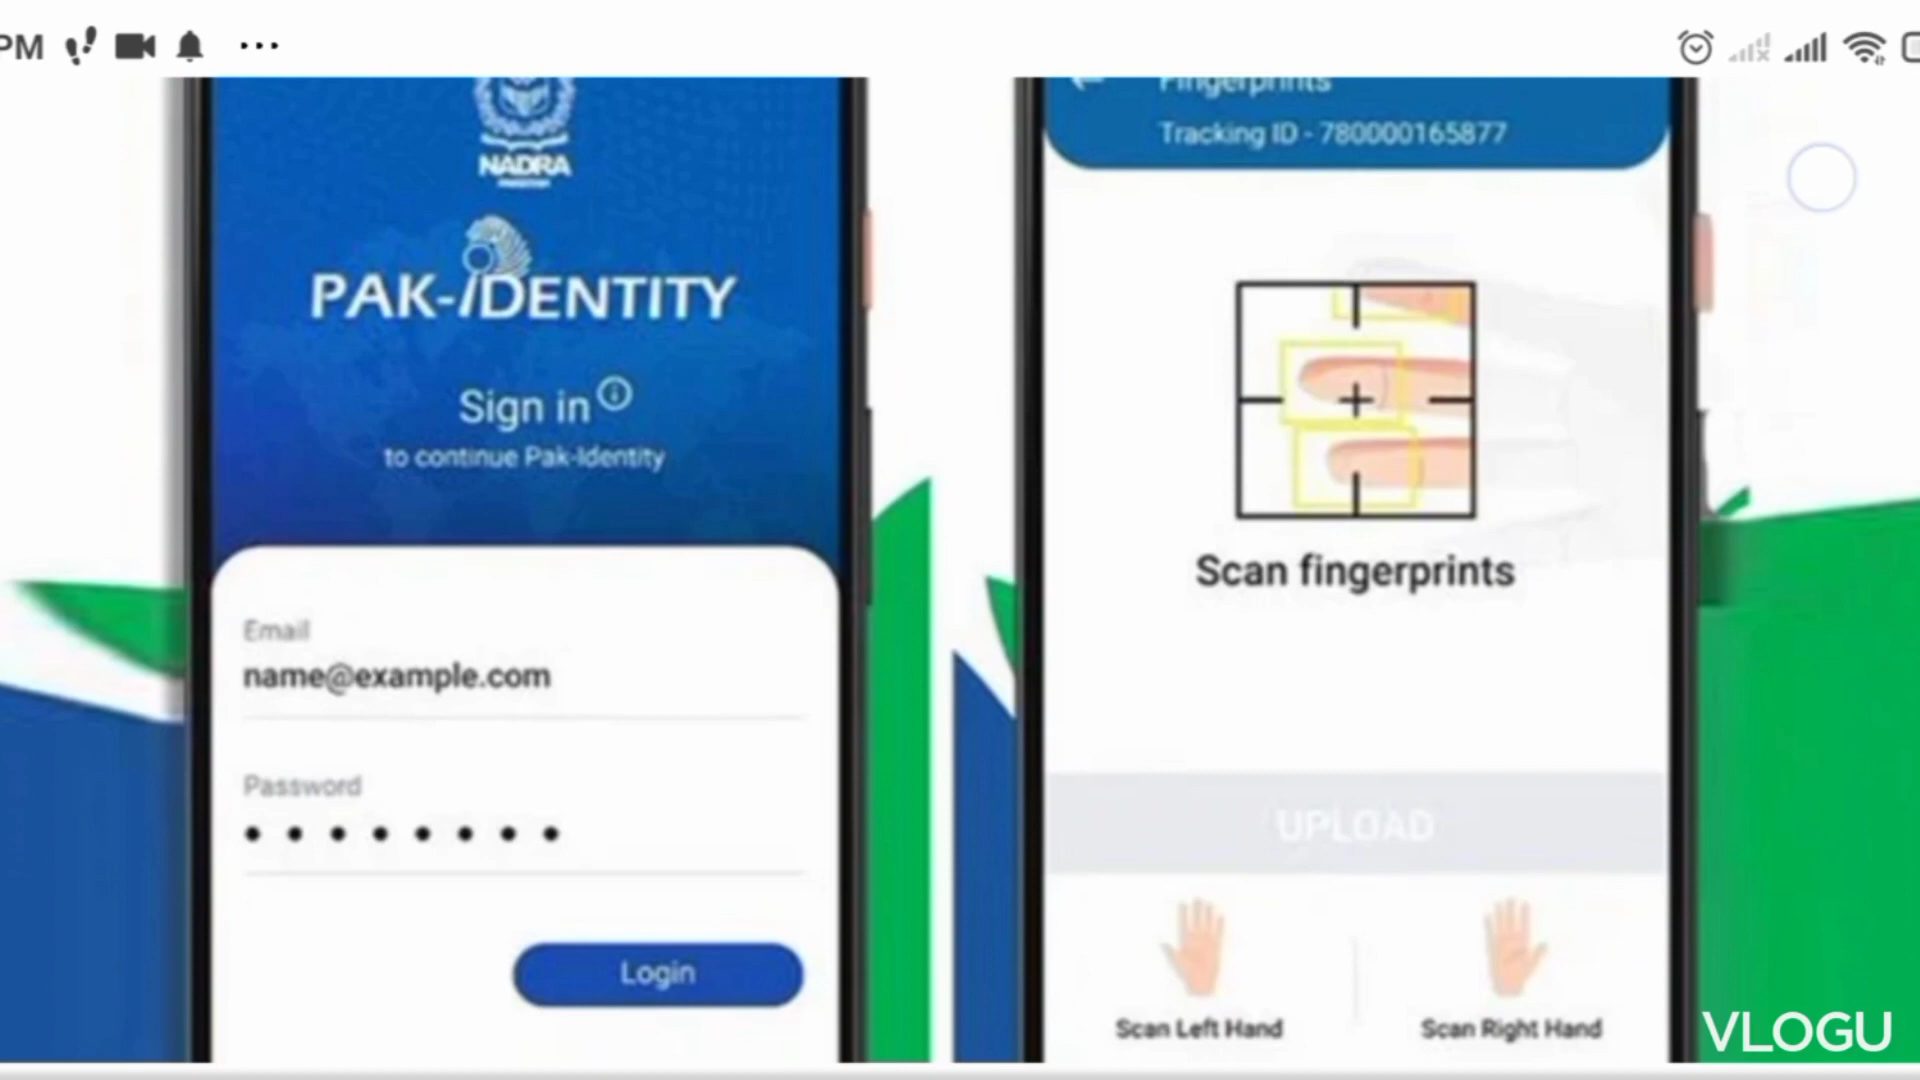 PM
NADRA
PAK-IDENTITY
Sign in
to continue Pak-Identity
Email
name@example.com
Password
Login
Fingerprints
Tracking ID - 780000165877
Scan fingerprints
UPLOAD
Scan Left Hand
Scan Right Hand
VLOGU